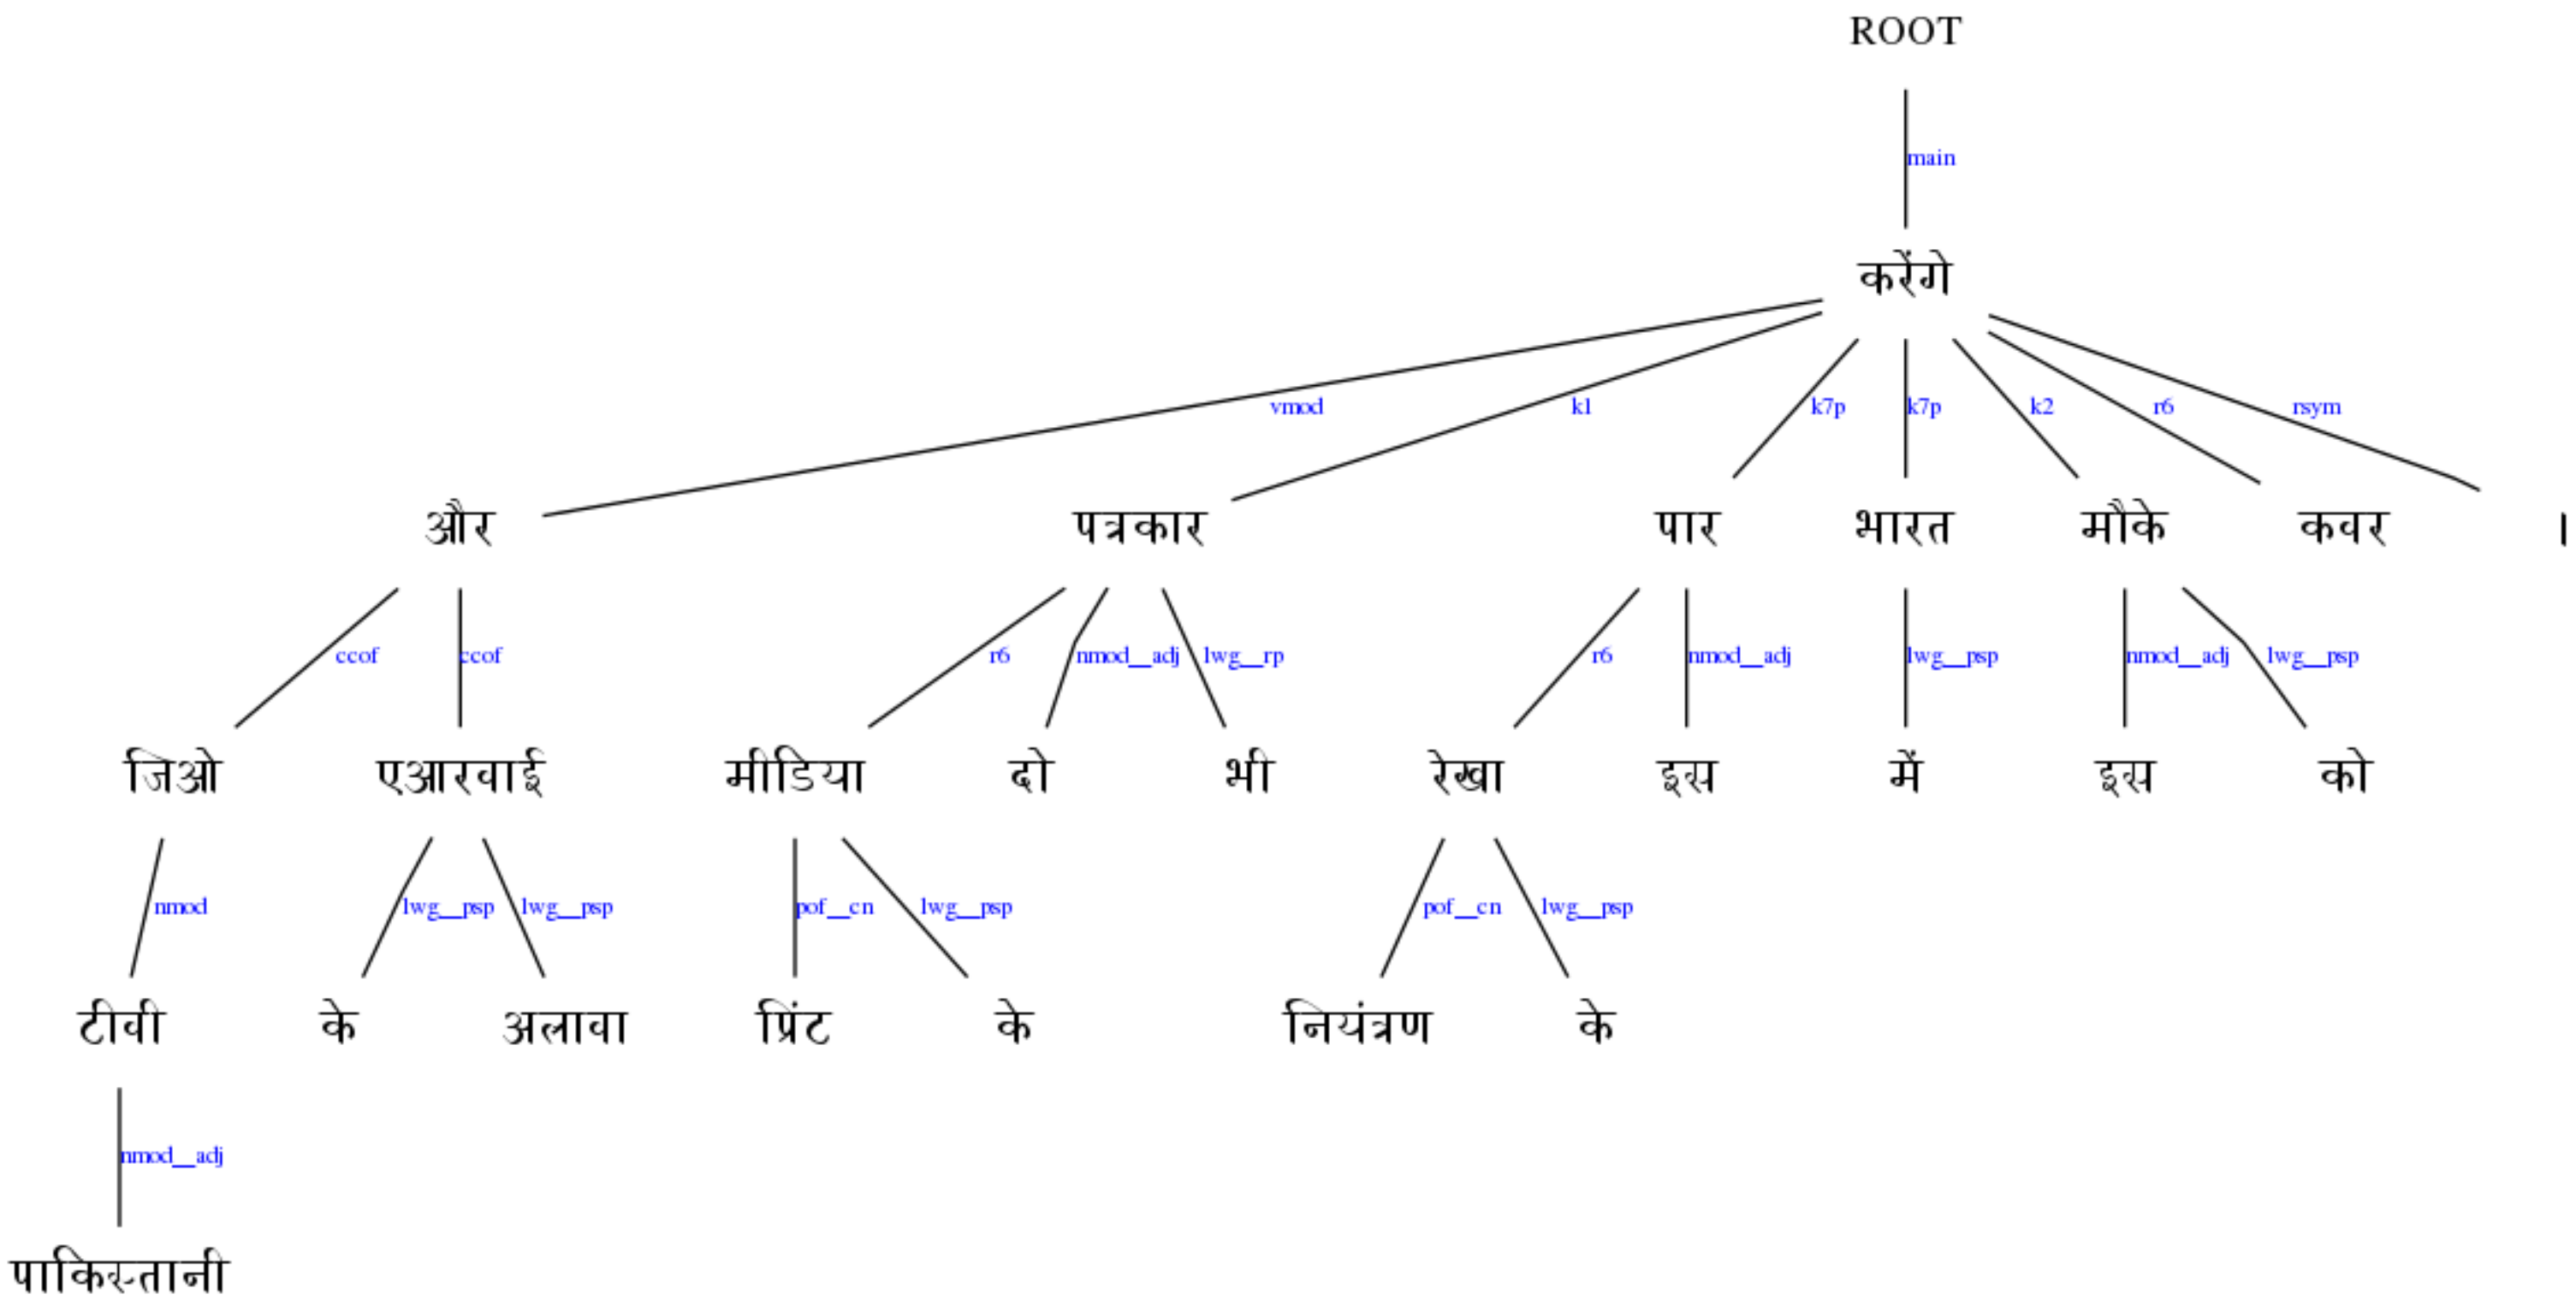 ROOT
main
करेंगे
vmod k1 k7p k7p k2 r6 rsym
और पत्रकार पार भारत मौके कवर ।
ccof ccof r6 nmod__adj lwg__rp r6 nmod__adj lwg__psp nmod__adj lwg__psp
जिओ एआरवाई मीडिया दो भी रेखा इस में इस को
nmod lwg__psp lwg__psp pof__cn lwg__psp pof__cn lwg__psp
टीवी के अलावा प्रिंट के नियंत्रण के
nmod__adj
पाकिस्तानी